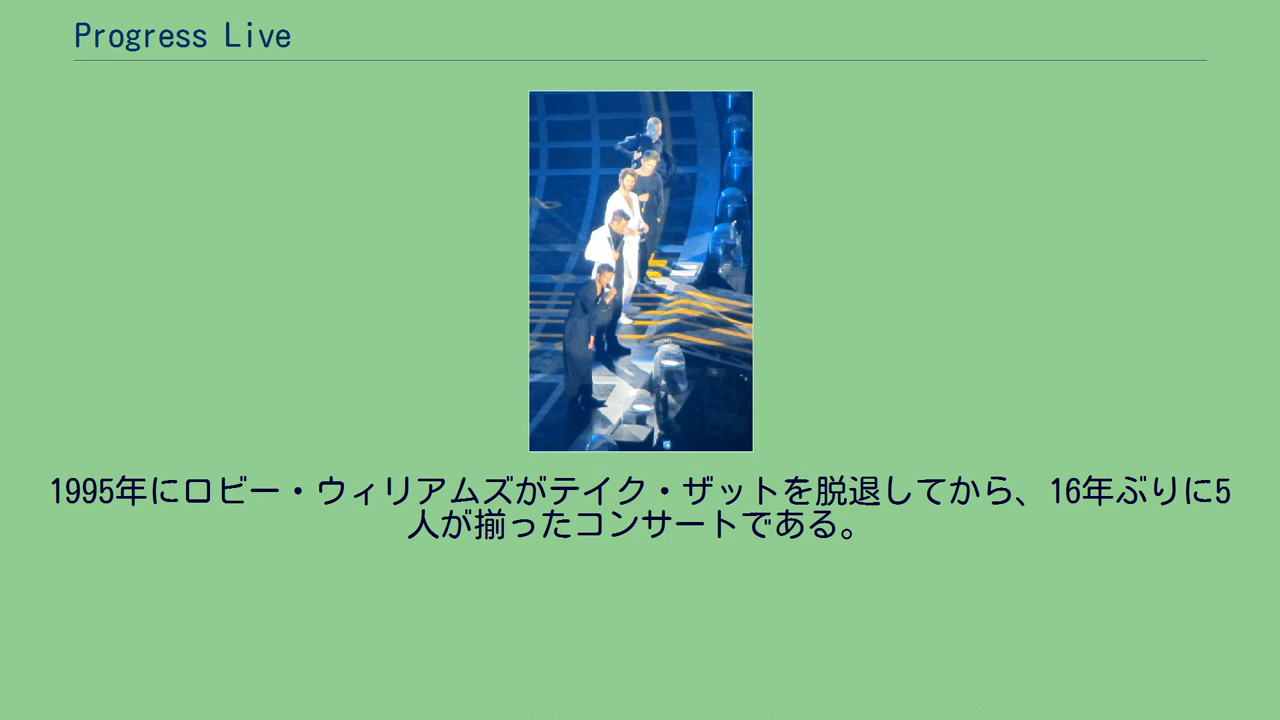 Progress Live
1995年にロビー・ウィリアムズがテイク・ザットを脱退してから、16年ぶりに5
人が揃ったコンサートである。